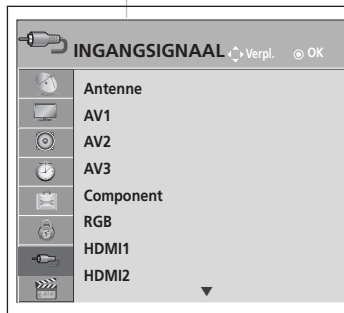 INGANGSIGNAAL Verpl. OK
Antenne
AV1
AV2
AV3
Component
RGB
HDMI1
HDMI2